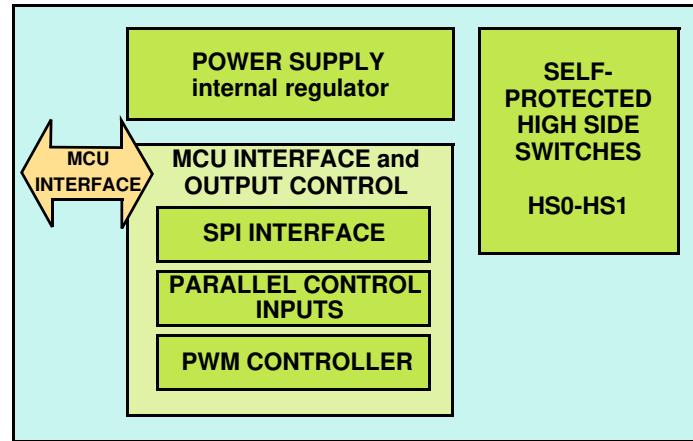 POWER SUPPLY
internal regulator
SELF-
PROTECTED
HIGH SIDE
SWITCHES
HS0-HS1
MCU
INTERFACE
MCU INTERFACE and
OUTPUT CONTROL
SPI INTERFACE
PARALLEL CONTROL
INPUTS
PWM CONTROLLER